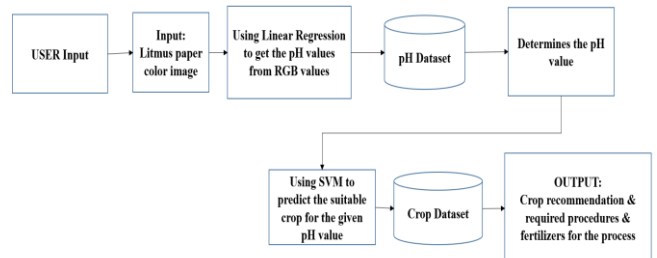 USER Input
Input:
Litmus paper
color image
Using Linear Regression
to get the pH values
from RGB values
pH Dataset
Determines the pH
value
Using SVM to
predict the suitable
crop for the given
pH value
Crop Dataset
OUTPUT:
Crop recommendation &
required procedures &
fertilizers for the process